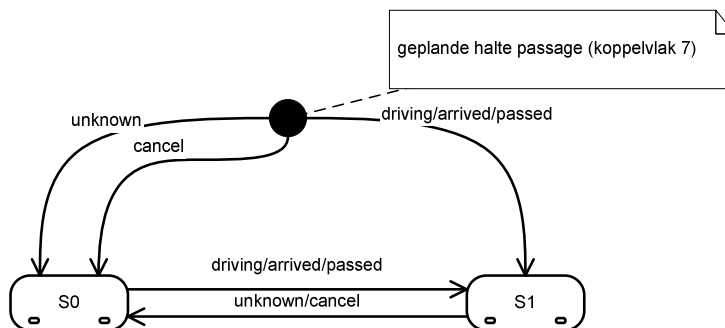 geplande halte passage (koppelvlak 7)
unknown
driving/arrived/passed
cancel
driving/arrived/passed
S0
unknown/cancel
S1